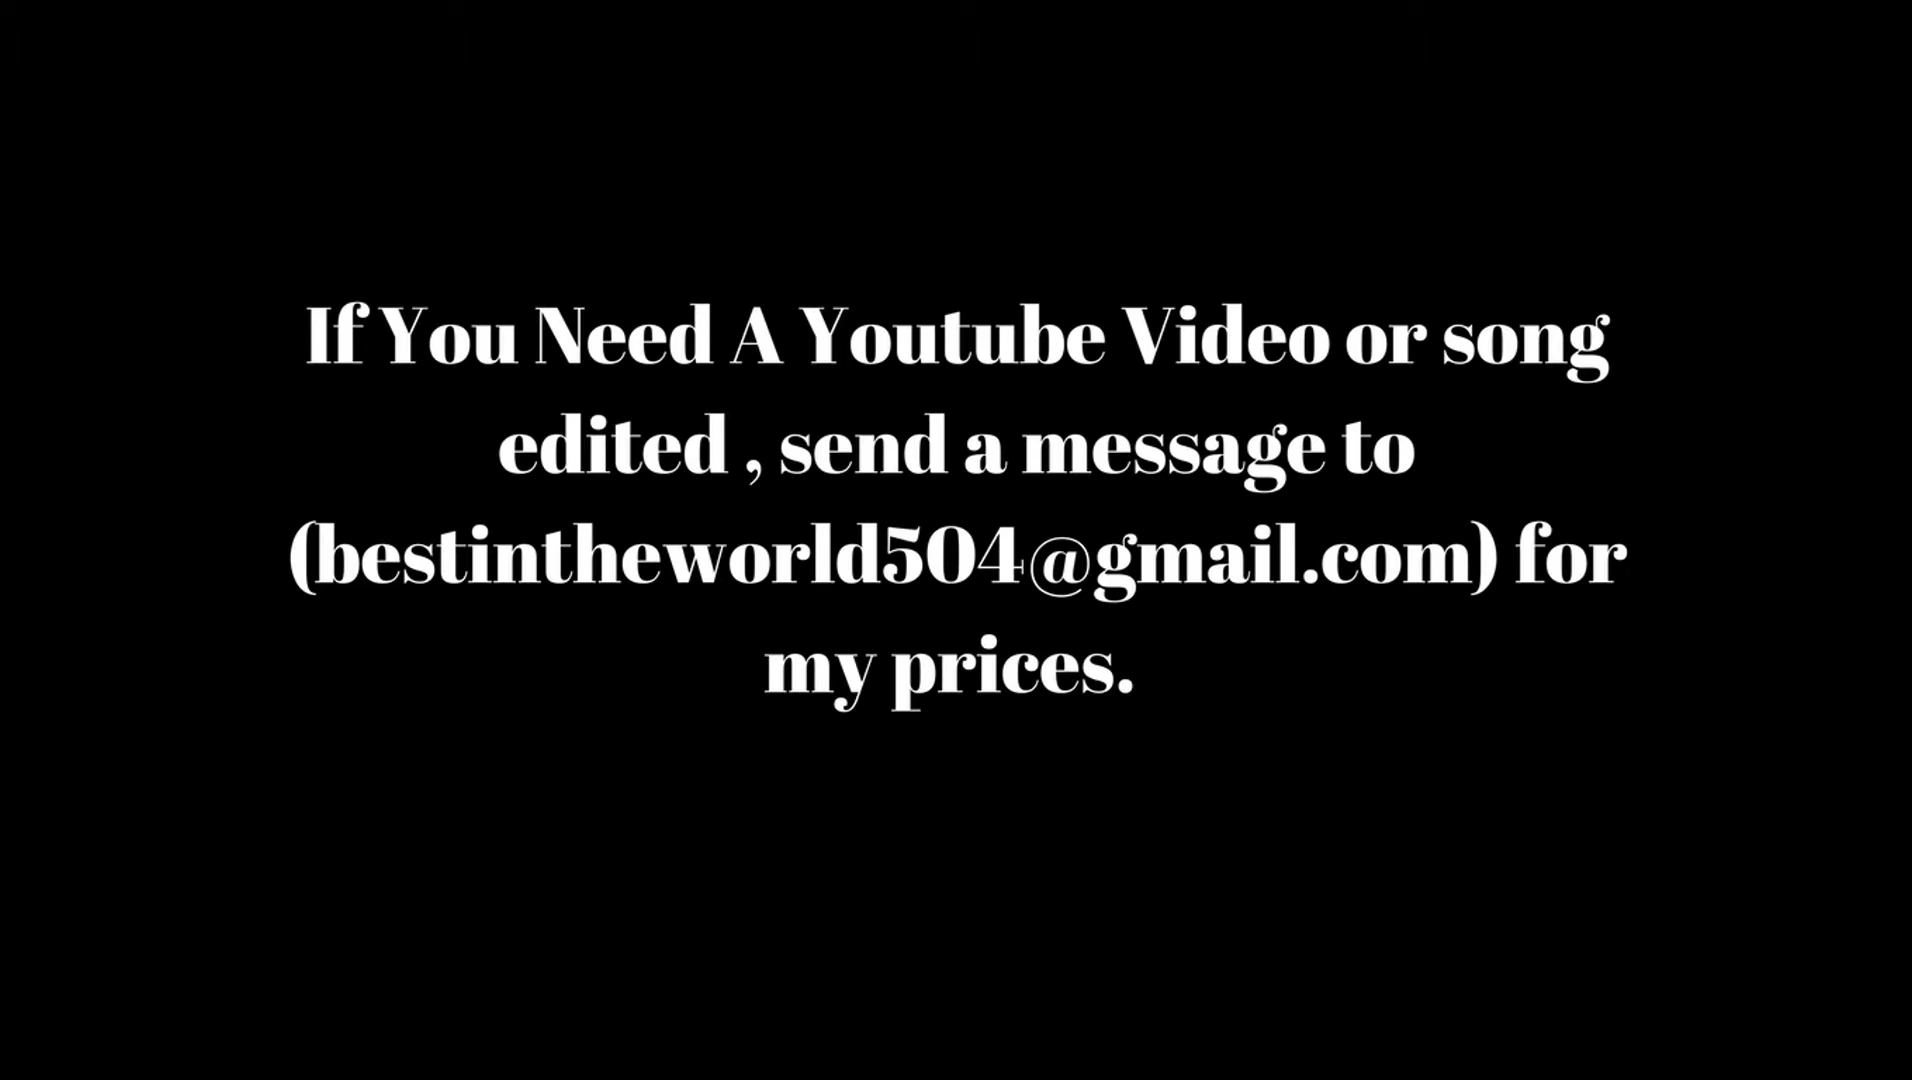 If You Need A Youtube Video or song
edited , send a message to
(bestintheworld504@gmail.com) for
my prices.